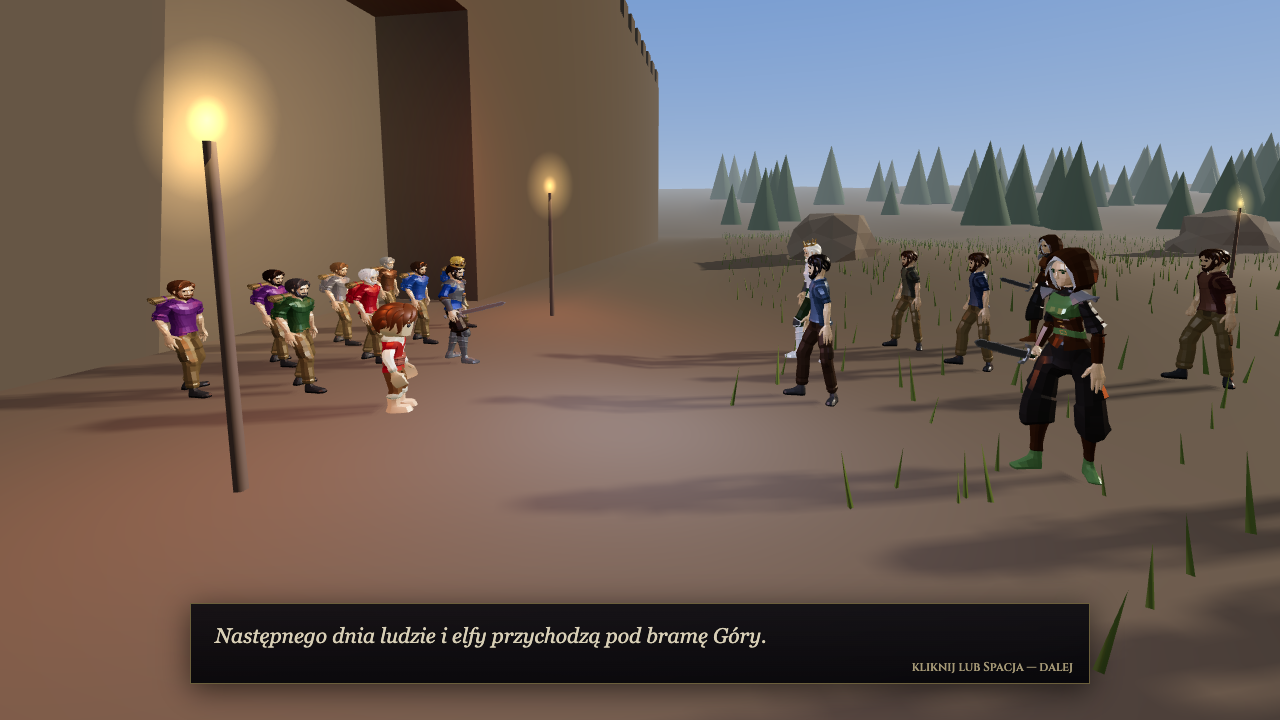 Następnego dnia ludzie i elfy przychodzą pod bramę Góry.
KLIKNIJ LUB SPACJA — DALEJ